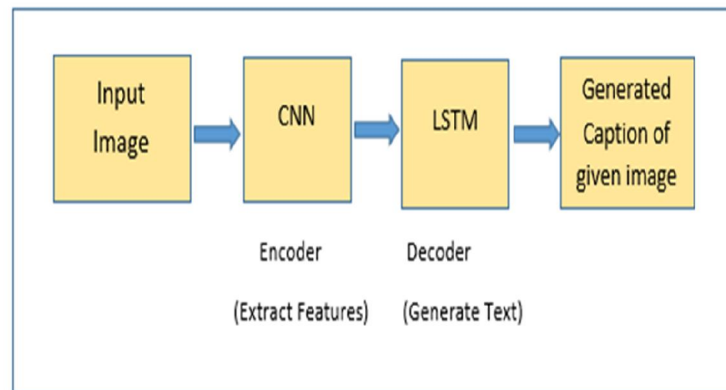 Input
Image
CNN
LSTM
Generated
Caption of
given image
Encoder
(Extract Features)
Decoder
(Generate Text)